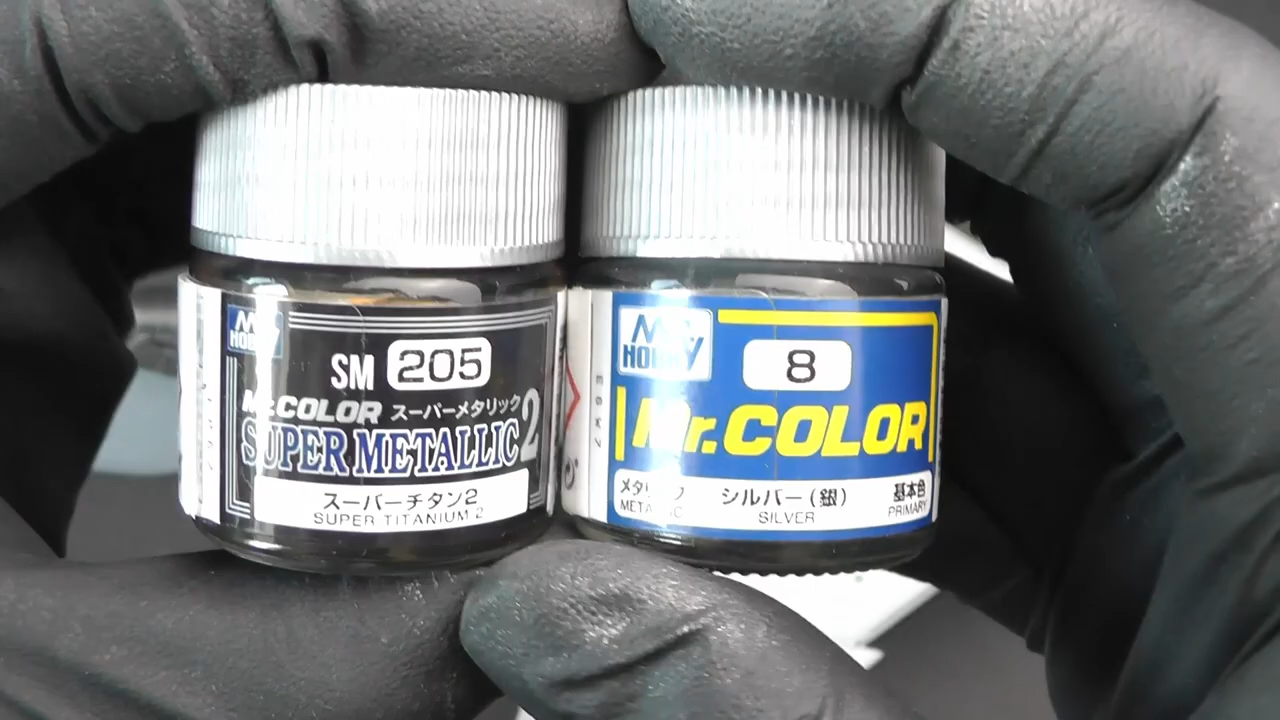 Mr.
HOBBY
SM 205
Mr.COLOR スーパーメタリック
SUPER METALLIC 2
スーパーチタン2
SUPER TITANIUM 2
Mr.
HOBBY
8
Mr.COLOR
シルバー(銀)
SILVER
基本色
PRIMARY